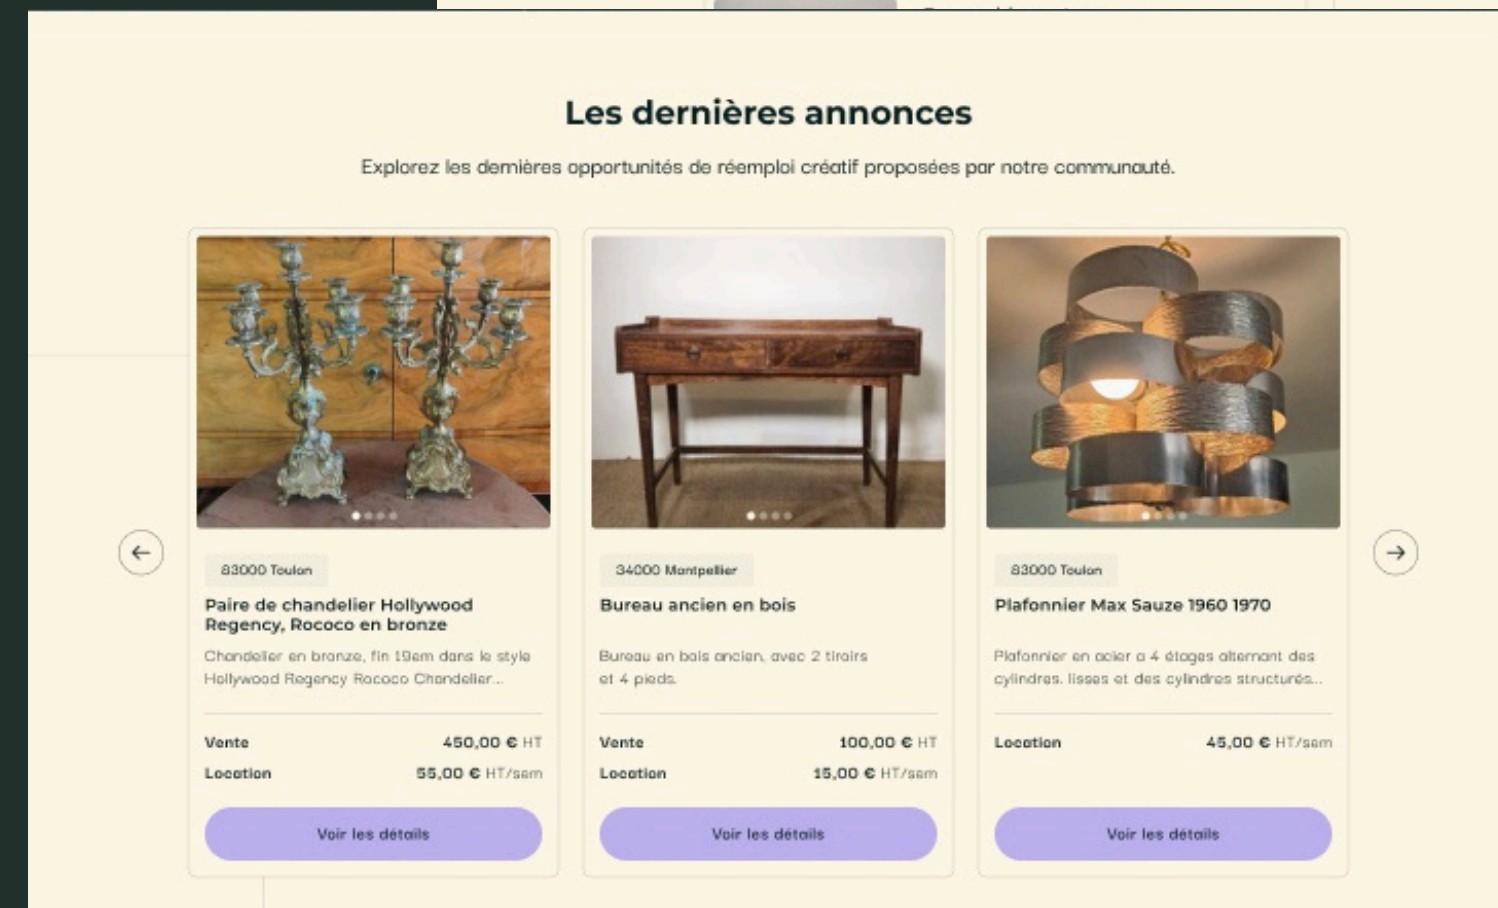 Les dernières annonces
Explorez les dernières opportunités de réemploi créatif proposées par notre communauté.
83000 Toulon
Paire de chandelier Hollywood
Regency, Rococo en bronze
Chandelier en bronze, fin 19em dans le style
Hollywood Regency Rococo Chandelier...
Vente 450,00 € HT
Location 55,00 € HT/sem
Voir les détails
34000 Montpellier
Bureau ancien en bois
Bureau en bois ancien, avec 2 tiroirs
et 4 pieds.
Vente 100,00 € HT
Location 15,00 € HT/sem
Voir les détails
83000 Toulon
Plafonnier Max Sauze 1960 1970
Plafonnier en acier a 4 étages alternant des
cylindres. lisses et des cylindres structurés...
Location 45,00 € HT/sem
Voir les détails